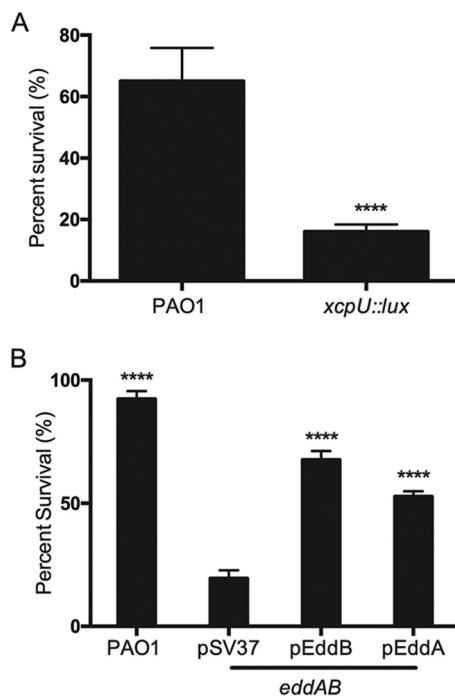 A
Percent survival (%)
80
60
40
20
0
****
PAO1
xcpU::lux
B
Percent Survival (%)
100
50
0
****
****
****
PAO1
pSV37
pEddB
pEddA
eddAB